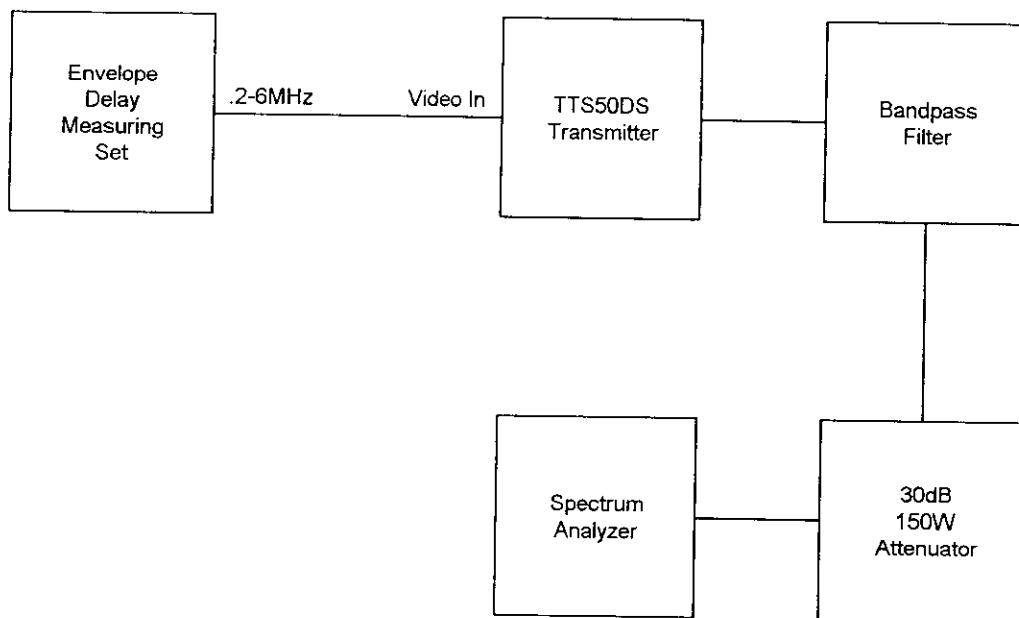 Envelope
Delay
Measuring
Set
.2-6MHz
Video In
TTS50DS
Transmitter
Bandpass
Filter
Spectrum
Analyzer
30dB
150W
Attenuator